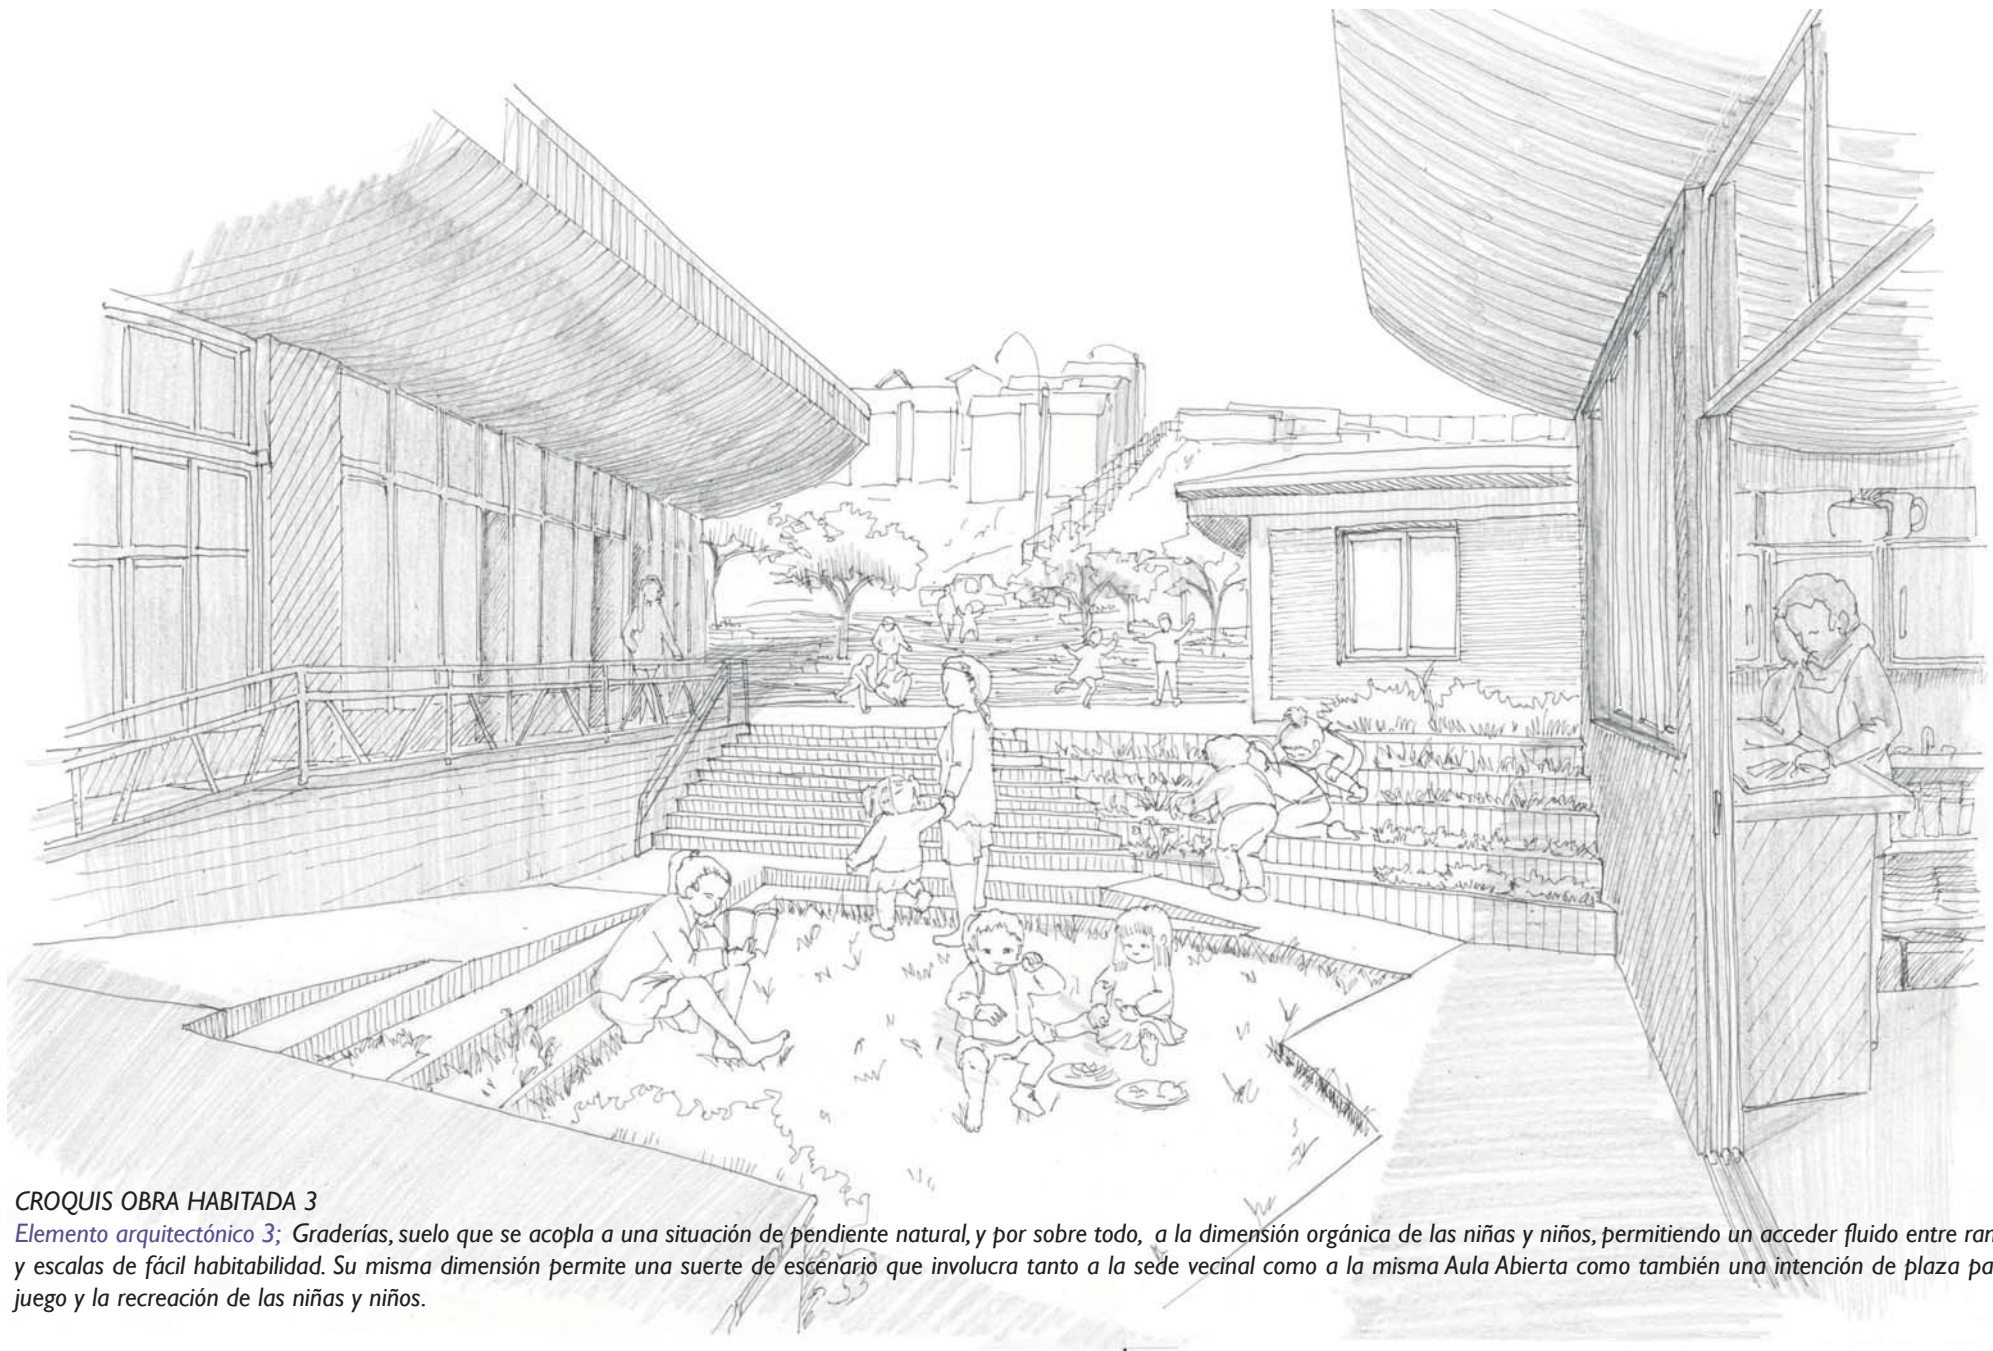 CROQUIS OBRA HABITADA 3
Elemento arquitectónico 3; Graderías, suelo que se acopla a una situación de pendiente natural, y por sobre todo, a la dimensión orgánica de las niñas y niños, permitiendo un acceder fluido entre
y escalas de fácil habitabilidad. Su misma dimensión permite una suerte de escenario que involucra tanto a la sede vecinal como a la misma Aula Abierta como también una intención de plaza
juego y la recreación de las niñas y niños.